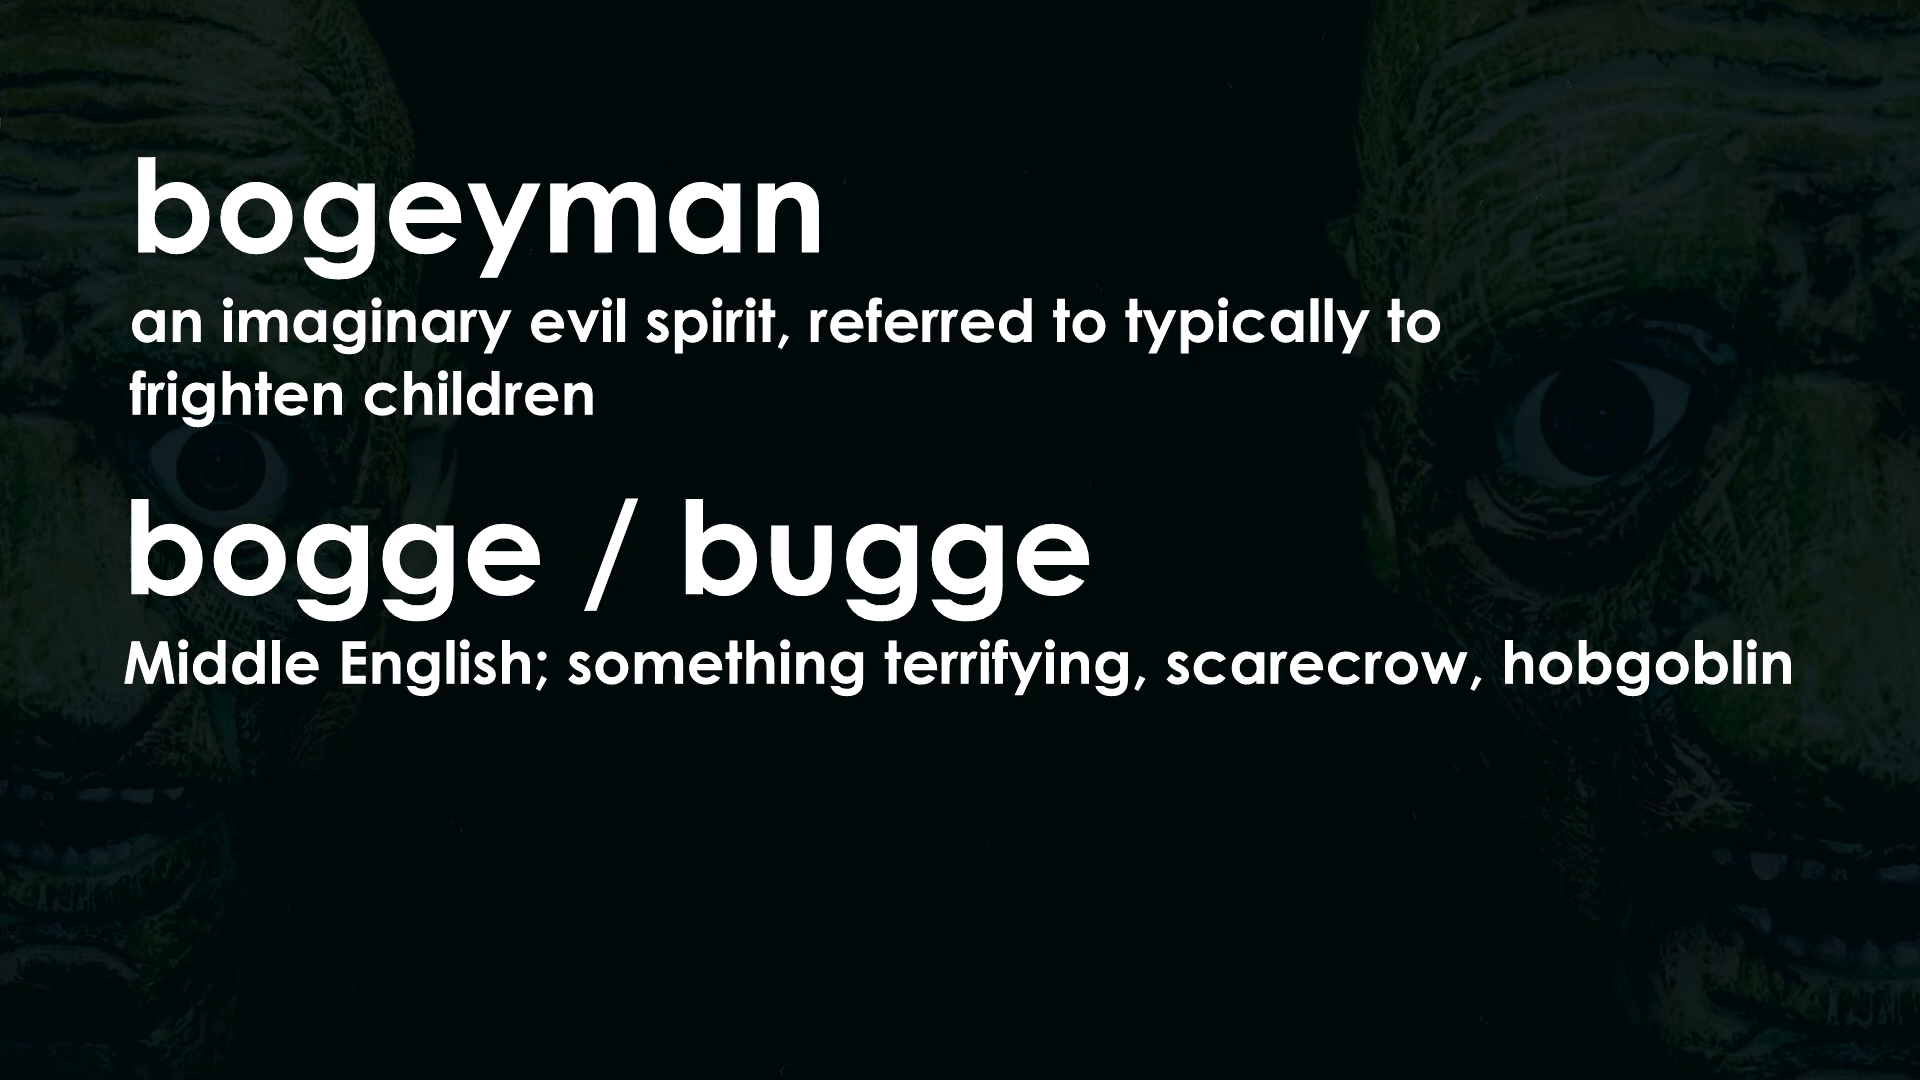 bogeyman
an imaginary evil spirit, referred to typically to
frighten children
bogge / bugge
Middle English; something terrifying, scarecrow, hobgoblin